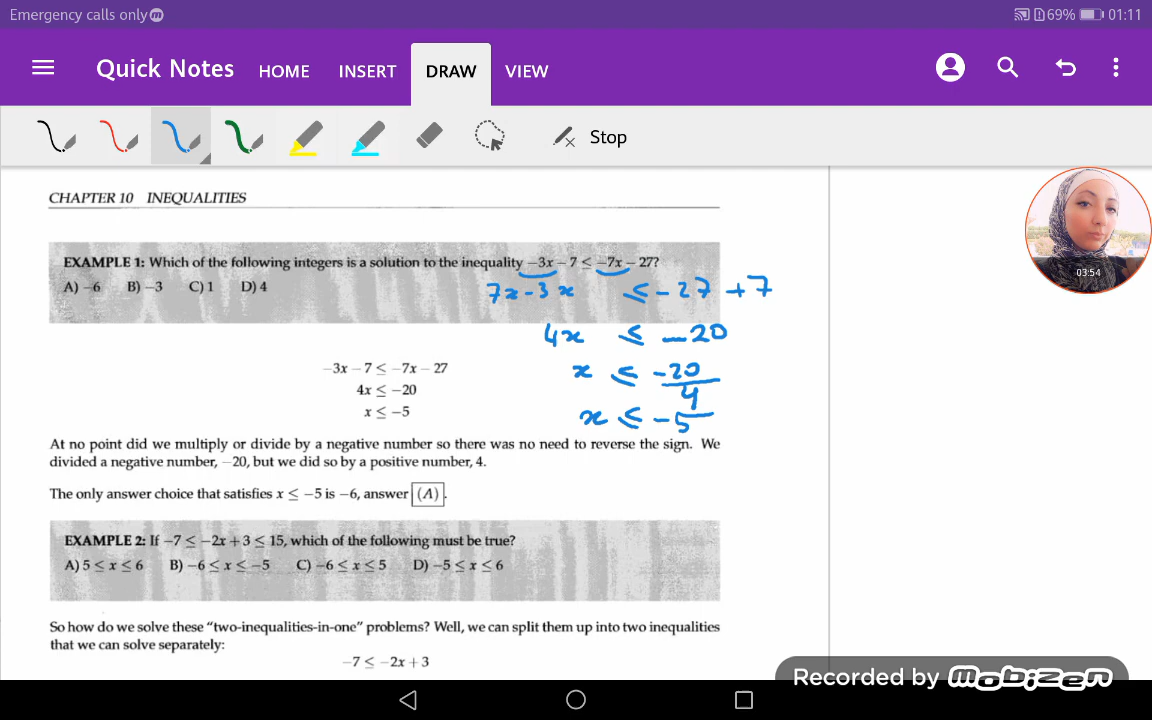 Emergency calls only m 69% 01:11
Quick Notes HOME INSERT DRAW VIEW
Stop
CHAPTER 10 INEQUALITIES
EXAMPLE 1: Which of the following integers is a solution to the inequality −3x − 7 ≤ −7x − 27?
A) −6 B) −3 C) 1 D) 4
7x - 3x ≤ - 27 + 7
4x ≤ - 20
x ≤ -20/4
x ≤ -5
03:54
−3x − 7 ≤ −7x − 27
4x ≤ −20
x ≤ −5
At no point did we multiply or divide by a negative number so there was no need to reverse the sign. We
divided a negative number, −20, but we did so by a positive number, 4.
The only answer choice that satisfies x ≤ −5 is −6, answer (A).
EXAMPLE 2: If −7 ≤ −2x + 3 ≤ 15, which of the following must be true?
A) 5 ≤ x ≤ 6 B) −6 ≤ x ≤ −5 C) −6 ≤ x ≤ 5 D) −5 ≤ x ≤ 6
So how do we solve these “two-inequalities-in-one” problems? Well, we can split them up into two inequalities
that we can solve separately:
−7 ≤ −2x + 3
Recorded by mobizen